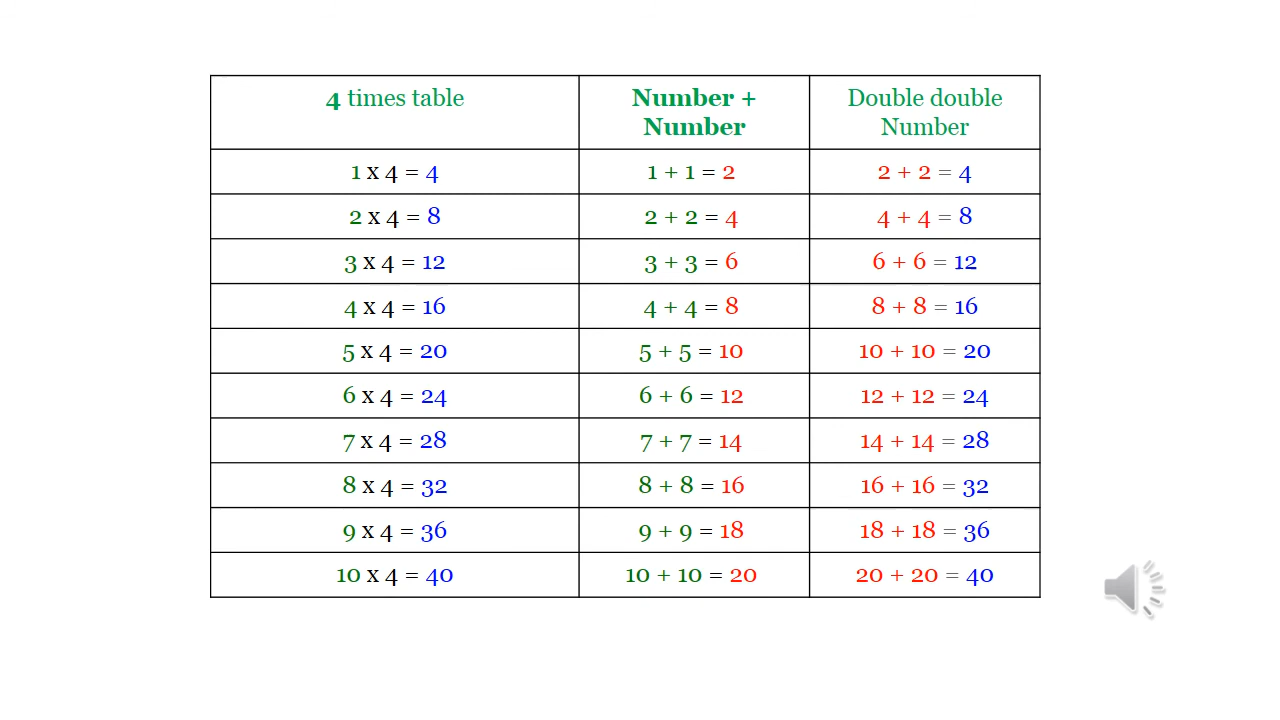 4 times table
Number +
Number
Double double
Number
1 x 4 = 4
1 + 1 = 2
2 + 2 = 4
2 x 4 = 8
2 + 2 = 4
4 + 4 = 8
3 x 4 = 12
3 + 3 = 6
6 + 6 = 12
4 x 4 = 16
4 + 4 = 8
8 + 8 = 16
5 x 4 = 20
5 + 5 = 10
10 + 10 = 20
6 x 4 = 24
6 + 6 = 12
12 + 12 = 24
7 x 4 = 28
7 + 7 = 14
14 + 14 = 28
8 x 4 = 32
8 + 8 = 16
16 + 16 = 32
9 x 4 = 36
9 + 9 = 18
18 + 18 = 36
10 x 4 = 40
10 + 10 = 20
20 + 20 = 40